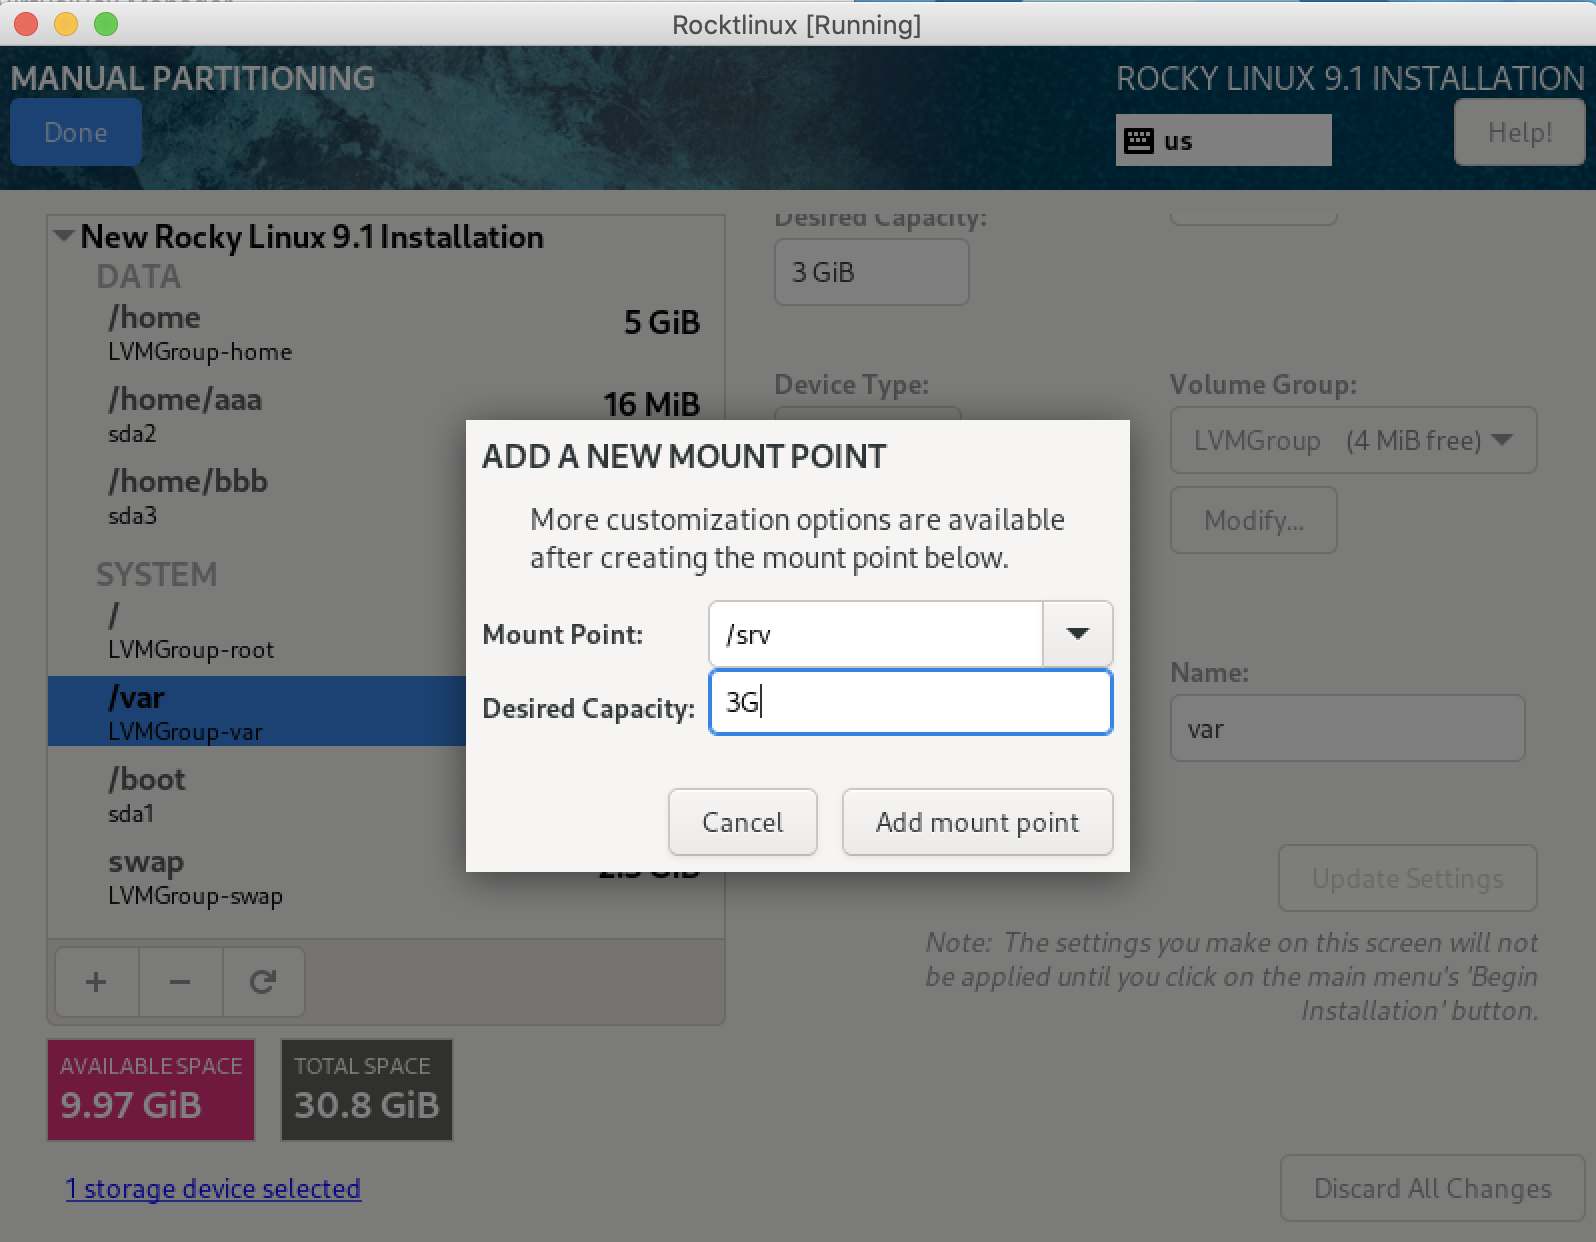 Rocktlinux [Running]
MANUAL PARTITIONING
ROCKY LINUX 9.1 INSTALLATION
Done
us
Help!
New Rocky Linux 9.1 Installation
DATA
/home
5 GiB
LVMGroup-home
/home/aaa
16 MiB
sda2
/home/bbb
sda3
SYSTEM
/
LVMGroup-root
/var
LVMGroup-var
/boot
sda1
swap
LVMGroup-swap
Desired Capacity:
3 GiB
Device Type:
Volume Group:
LVMGroup (4 MiB free)
Modify...
Name:
var
Update Settings
Note: The settings you make on this screen will not
be applied until you click on the main menu's 'Begin
Installation' button.
ADD A NEW MOUNT POINT
More customization options are available
after creating the mount point below.
Mount Point:
/srv
Desired Capacity:
3G
Cancel
Add mount point
+ −
AVAILABLE SPACE
9.97 GiB
TOTAL SPACE
30.8 GiB
1 storage device selected
Discard All Changes